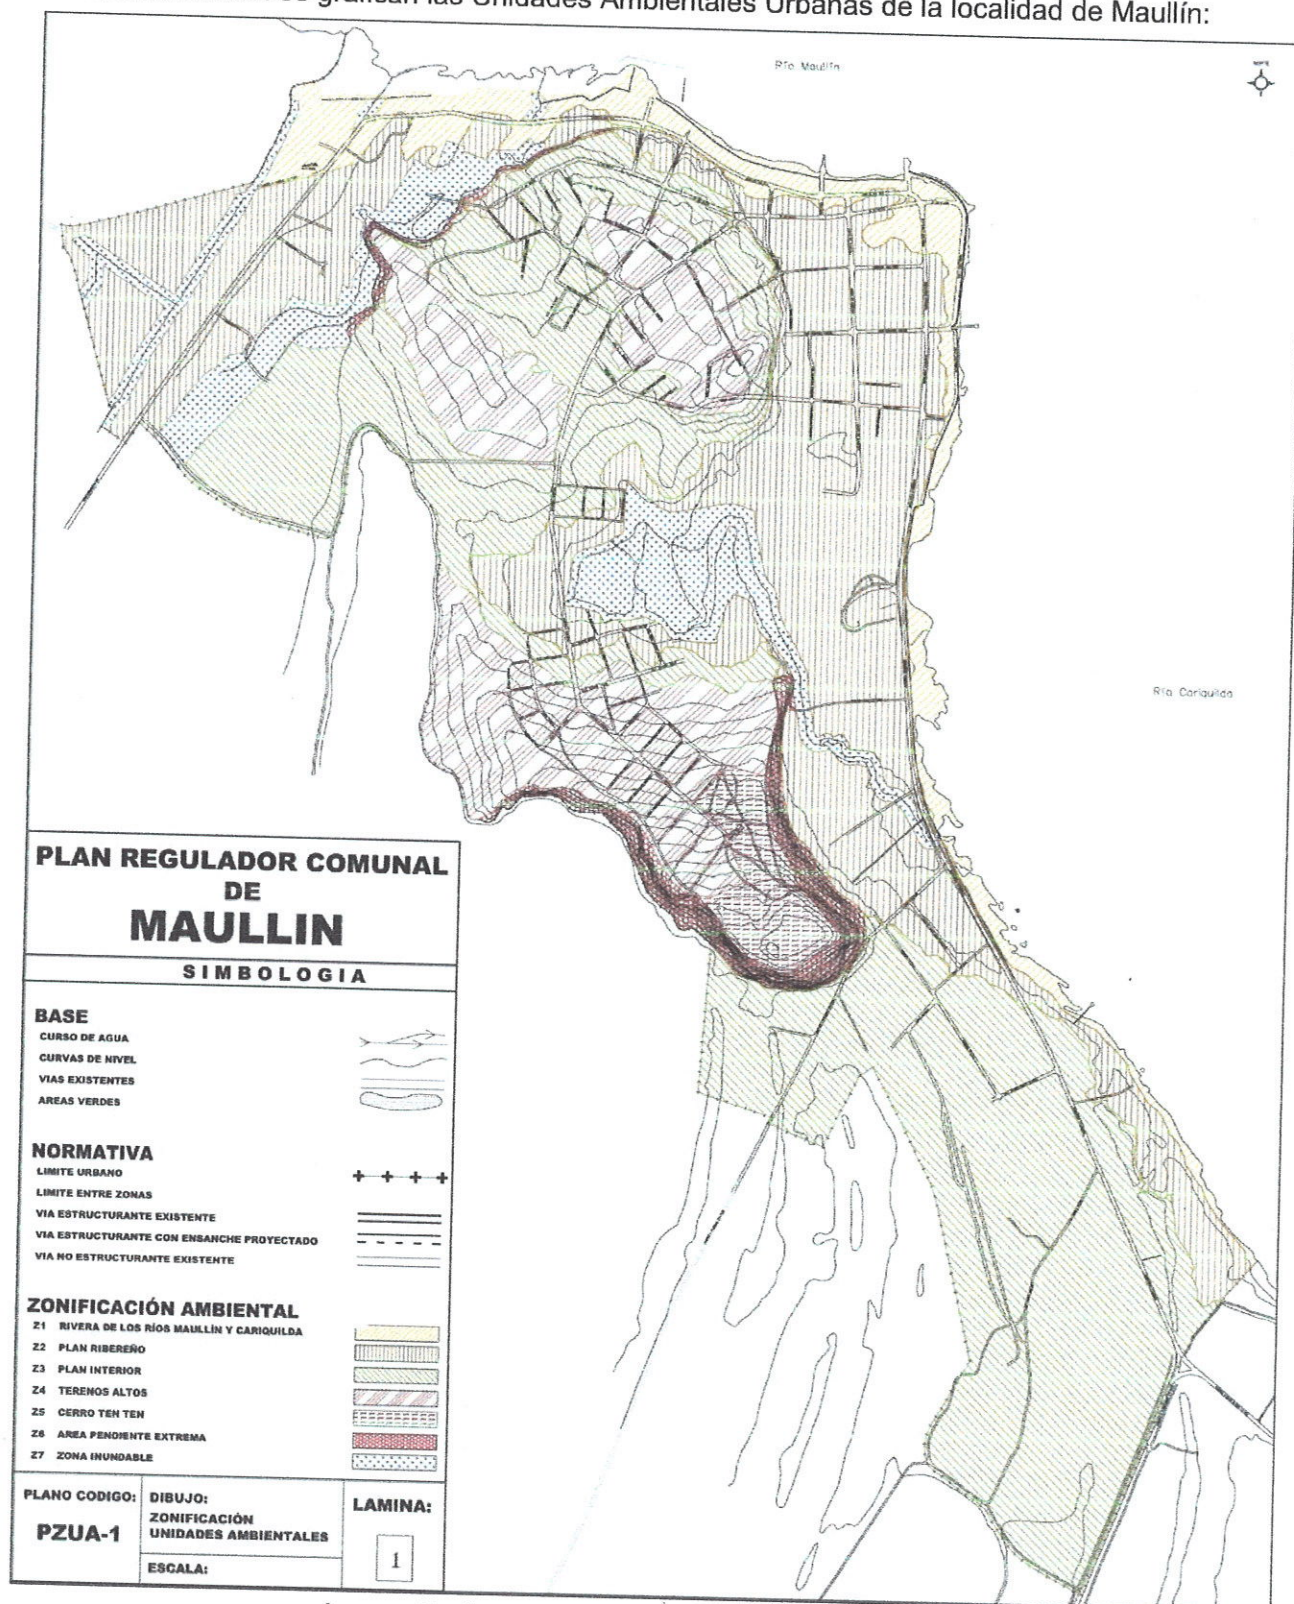 grafican las Unidades Ambientales Urbanas de la localidad de Maullín:
Río Maullín
NORTE
Río Cariquilda
PLAN REGULADOR COMUNAL
DE
MAULLIN
SIMBOLOGIA
BASE
CURSO DE AGUA
CURVAS DE NIVEL
VIAS EXISTENTES
AREAS VERDES
NORMATIVA
LIMITE URBANO
LIMITE ENTRE ZONAS
VIA ESTRUCTURANTE EXISTENTE
VIA ESTRUCTURANTE CON ENSANCHE PROYECTADO
VIA NO ESTRUCTURANTE EXISTENTE
ZONIFICACIÓN AMBIENTAL
Z1 RIVERA DE LOS RÍOS MAULLÍN Y CARIQUILDA
Z2 PLAN RIBEREÑO
Z3 PLAN INTERIOR
Z4 TERENOS ALTOS
Z5 CERRO TEN TEN
Z6 AREA PENDIENTE EXTREMA
Z7 ZONA INUNDABLE
PLANO CODIGO:
PZUA-1
DIBUJO:
ZONIFICACIÓN
UNIDADES AMBIENTALES
ESCALA:
LAMINA:
1